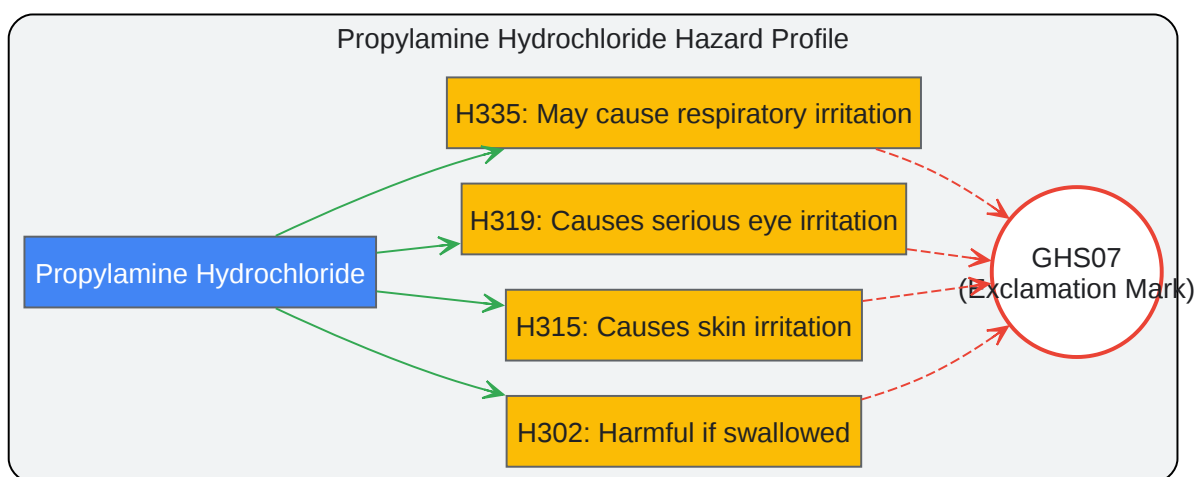 Propylamine Hydrochloride Hazard Profile
H335: May cause respiratory irritation
H319: Causes serious eye irritation
Propylamine Hydrochloride
GHS07
(Exclamation Mark)
H315: Causes skin irritation
H302: Harmful if swallowed